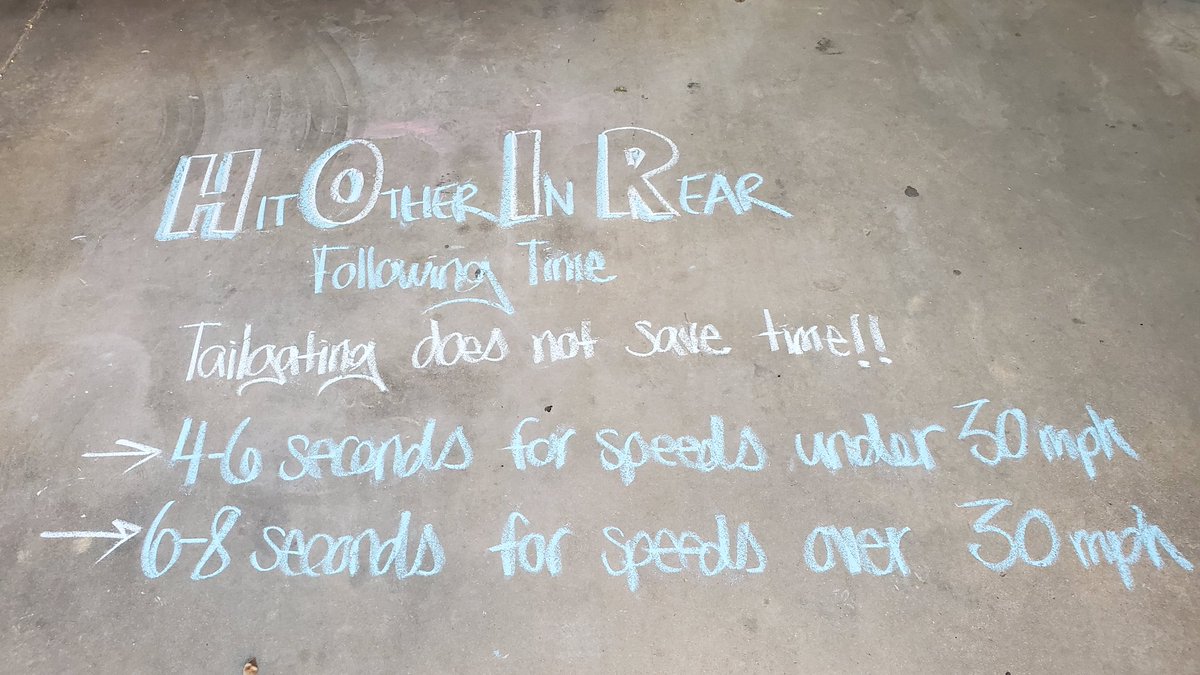 HIT OTHER IN REAR
Following Time
Tailgating does not save time!!
→ 4-6 seconds for speeds under 30 mph
→ 6-8 seconds for speeds over 30 mph